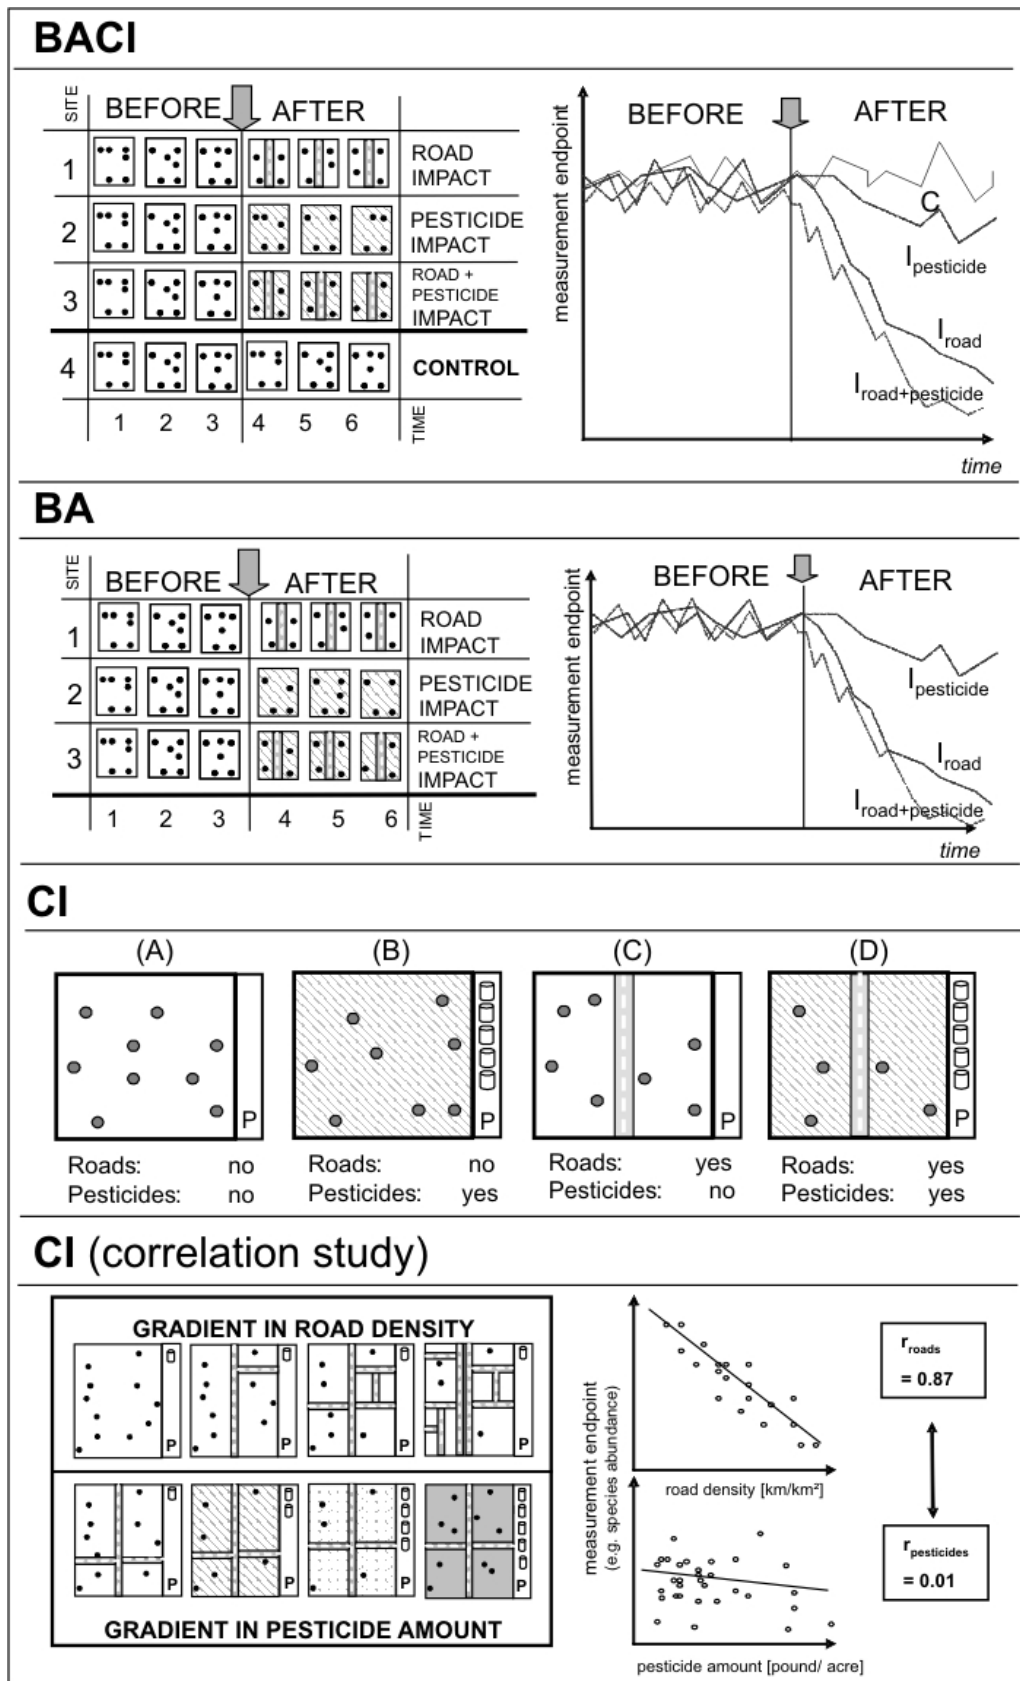 BACI
SITE
BEFORE
AFTER
1
ROAD
IMPACT
2
PESTICIDE
IMPACT
3
ROAD +
PESTICIDE
IMPACT
4
CONTROL
1 2 3 4 5 6
TIME
measurement endpoint
BEFORE
AFTER
C
Ipesticide
Iroad
Iroad+pesticide
time
BA
SITE
BEFORE
AFTER
1
ROAD
IMPACT
2
PESTICIDE
IMPACT
3
ROAD +
PESTICIDE
IMPACT
1 2 3 4 5 6
TIME
measurement endpoint
BEFORE
AFTER
Ipesticide
Iroad
Iroad+pesticide
time
CI
(A)
(B)
(C)
(D)
P
P
P
P
Roads: no
Pesticides: no
Roads: no
Pesticides: yes
Roads: yes
Pesticides: no
Roads: yes
Pesticides: yes
CI (correlation study)
GRADIENT IN ROAD DENSITY
P
P
P
P
P
P
P
P
GRADIENT IN PESTICIDE AMOUNT
measurement endpoint
(e.g. species abundance)
road density [km/km²]
pesticide amount [pound/ acre]
rroads
= 0.87
rpesticides
= 0.01